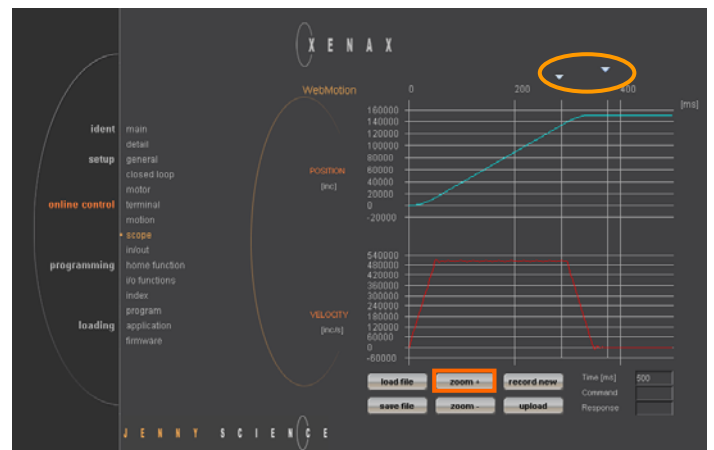 XENAX
WebMotion
0 200 400
[ms]
ident
setup
online control
programming
loading
main
detail
general
closed loop
motor
terminal
motion
scope
in/out
home function
i/o functions
index
program
application
firmware
POSITION
[inc]
160000
140000
120000
100000
80000
60000
40000
20000
0
-20000
VELOCITY
[inc/s]
540000
480000
420000
360000
300000
240000
180000
120000
60000
0
-60000
load file zoom + record new
save file zoom - upload
Time [ms] 500
Command
Response
JENNY SCIENCE